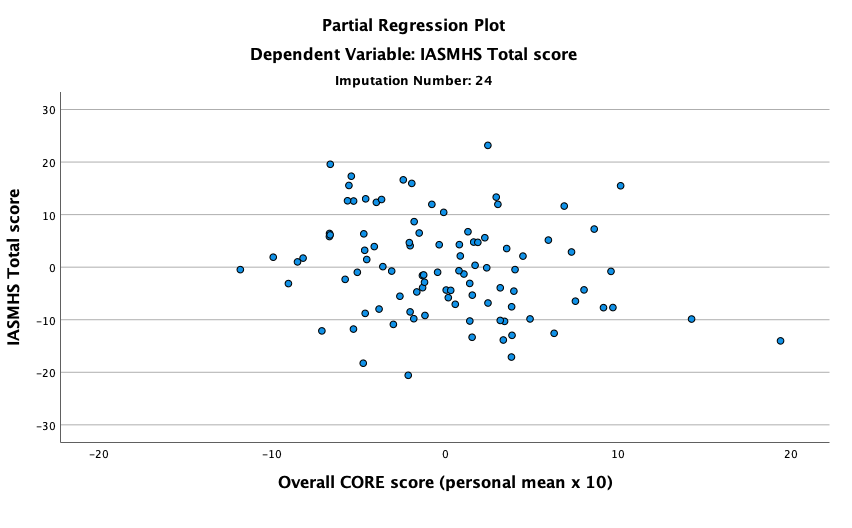 Partial Regression Plot
Dependent Variable: IASMHS Total score
Imputation Number: 24
IASMHS Total score
30
20
10
0
-10
-20
-30
-20
-10
0
10
20
Overall CORE score (personal mean x 10)